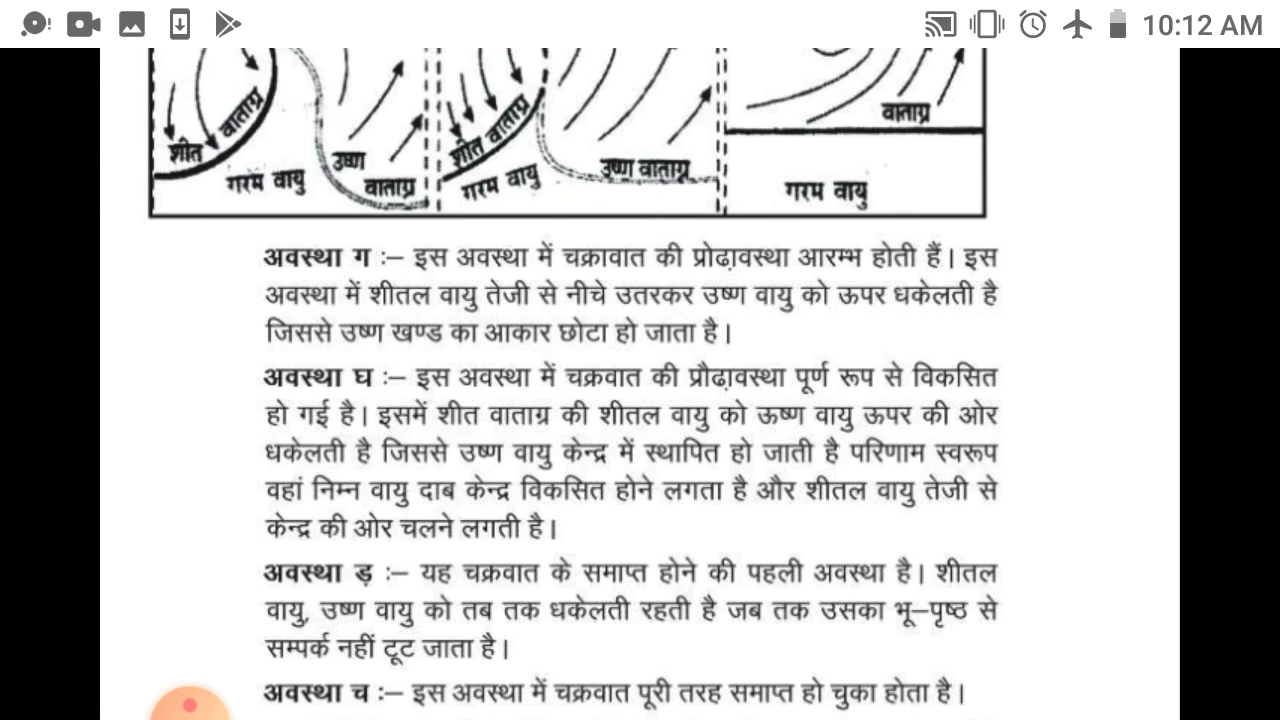 10:12 AM
शीत वाताग्र
गरम वायु
उष्ण
वाताग्र
शीत वाताग्र
गरम वायु
उष्ण वाताग्र
वाताग्र
गरम वायु
अवस्था ग :– इस अवस्था में चक्रावात की प्रोढ़ावस्था आरम्भ होती हैं। इस
अवस्था में शीतल वायु तेजी से नीचे उतरकर उष्ण वायु को ऊपर धकेलती है
जिससे उष्ण खण्ड का आकार छोटा हो जाता है।
अवस्था घ :– इस अवस्था में चक्रवात की प्रौढ़ावस्था पूर्ण रूप से विकसित
हो गई है। इसमें शीत वाताग्र की शीतल वायु को ऊष्ण वायु ऊपर की ओर
धकेलती है जिससे उष्ण वायु केन्द्र में स्थापित हो जाती है परिणाम स्वरूप
वहां निम्न वायु दाब केन्द्र विकसित होने लगता है और शीतल वायु तेजी से
केन्द्र की ओर चलने लगती है।
अवस्था ड़ :– यह चक्रवात के समाप्त होने की पहली अवस्था है। शीतल
वायु, उष्ण वायु को तब तक धकेलती रहती है जब तक उसका भू–पृष्ठ से
सम्पर्क नहीं टूट जाता है।
अवस्था च :– इस अवस्था में चक्रवात पूरी तरह समाप्त हो चुका होता है।